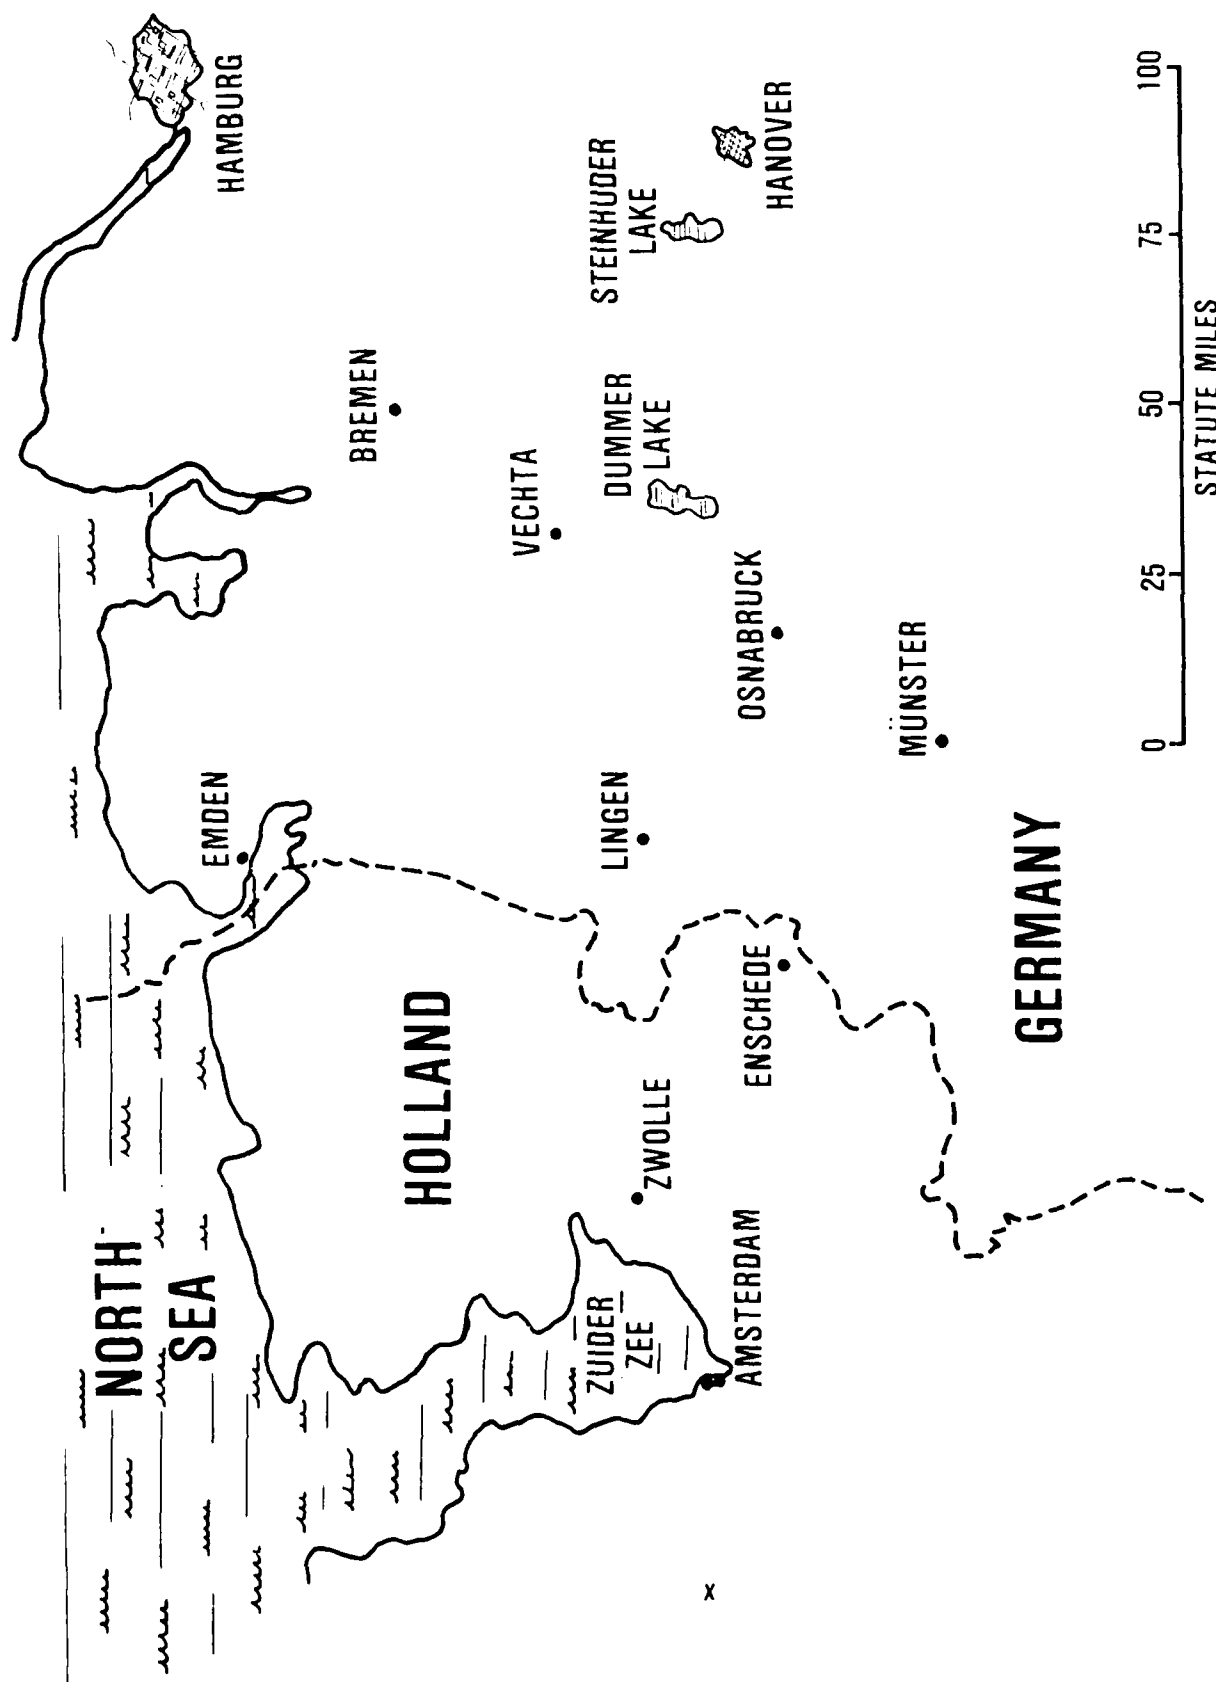 NORTH
SEA
HAMBURG
EMDEN
BREMEN
HOLLAND
VECHTA
STEINHUDER
LAKE
DUMMER
LAKE
LINGEN
ZUIDER
ZEE
ZWOLLE
HANOVER
OSNABRUCK
ENSCHEDE
AMSTERDAM
X
MÜNSTER
GERMANY
0 25 50 75 100
STATUTE MILES